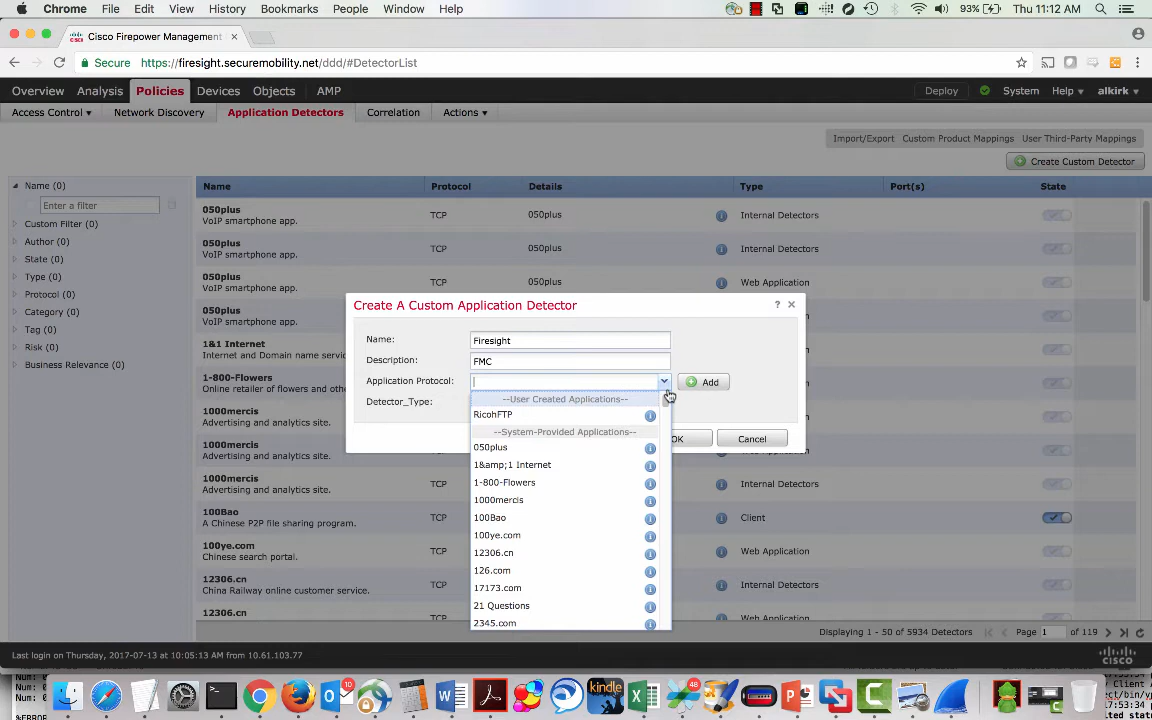 Chrome File Edit View History Bookmarks People Window Help 93% Thu 11:12 AM
Cisco Firepower Management
Secure https://firesight.securemobility.net/ddd/#DetectorList
Overview Analysis Policies Devices Objects AMP Deploy System Help alkirk
Access Control Network Discovery Application Detectors Correlation Actions
Import/Export Custom Product Mappings User Third-Party Mappings
Create Custom Detector
Name (0)
Enter a filter
Custom Filter (0)
Author (0)
State (0)
Type (0)
Protocol (0)
Category (0)
Tag (0)
Risk (0)
Business Relevance (0)
Name Protocol Details Type Port(s) State
050plus TCP 050plus Internal Detectors
VoIP smartphone app.
050plus TCP 050plus Internal Detectors
VoIP smartphone app.
050plus TCP 050plus Web Application
VoIP smartphone app.
050plus
VoIP smartphone app.
1&1 Internet
Internet and Domain name servi
1-800-Flowers
Online retailer of flowers and othe
1000mercis
Advertising and analytics site.
1000mercis
Advertising and analytics site.
1000mercis TCP Internal Detectors
Advertising and analytics site.
100Bao TCP Client
A Chinese P2P file sharing program.
100ye.com TCP Web Application
Chinese search portal.
12306.cn TCP Internal Detectors
China Railway online customer service.
12306.cn TCP Web Application
Create A Custom Application Detector ?
Name: Firesight
Description: FMC
Application Protocol: Add
Detector_Type:
OK Cancel
--User Created Applications--
RicohFTP
--System-Provided Applications--
050plus
1&amp;1 Internet
1-800-Flowers
1000mercis
100Bao
100ye.com
12306.cn
126.com
17173.com
21 Questions
2345.com
Displaying 1 - 50 of 5934 Detectors Page 1 of 119
Last login on Thursday, 2017-07-13 at 10:05:13 AM from 10.61.103.77
CISCO
10
kindle
48